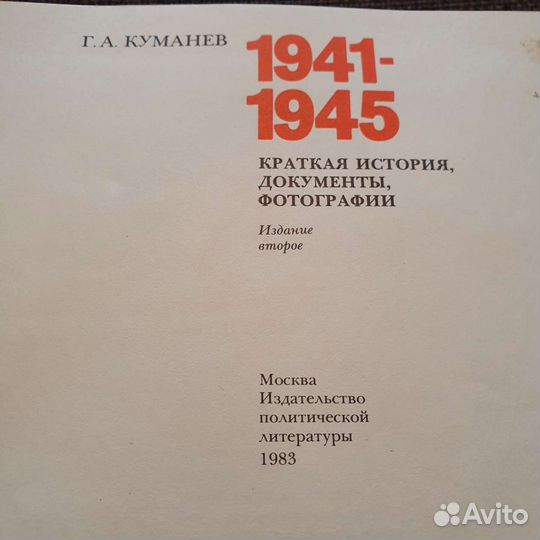 Г. А. КУМАНЕВ
1941-
1945
КРАТКАЯ ИСТОРИЯ,
ДОКУМЕНТЫ,
ФОТОГРАФИИ
Издание
второе
Москва
Издательство
политической
литературы
1983
Avito